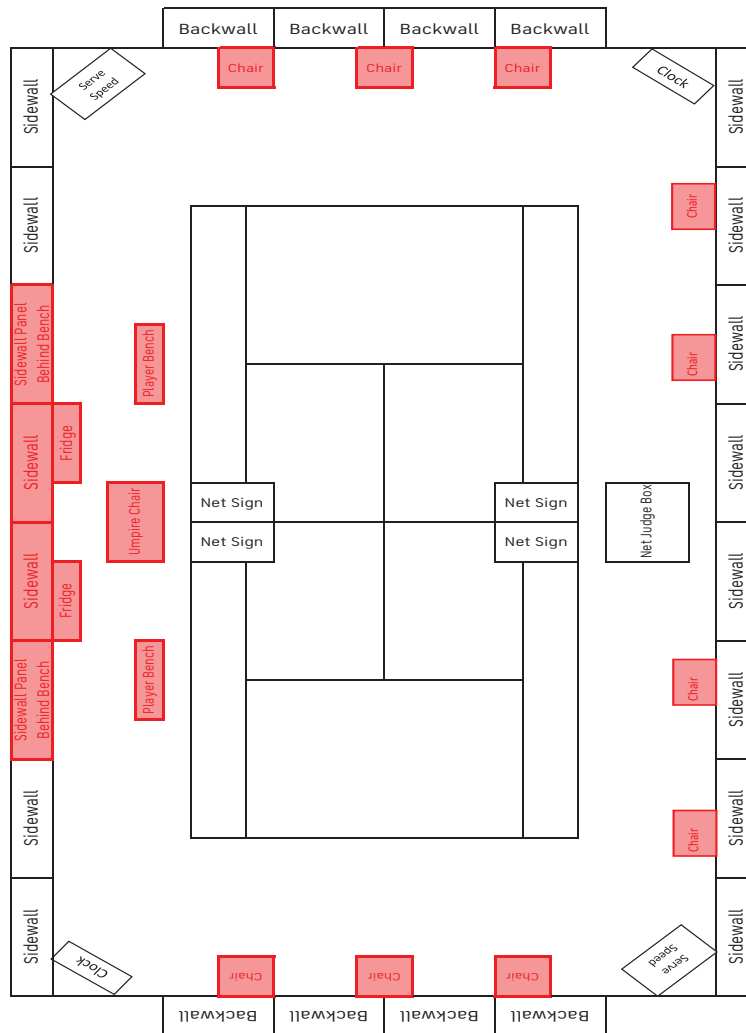 Backwall
Backwall
Backwall
Backwall
Chair
Chair
Chair
Serve
Speed
Clock
Sidewall
Sidewall
Sidewall Panel
Behind Bench
Sidewall
Sidewall
Sidewall Panel
Behind Bench
Sidewall
Sidewall
Fridge
Fridge
Player Bench
Umpire Chair
Player Bench
Net Sign
Net Sign
Net Sign
Net Sign
Net Judge Box
Chair
Chair
Chair
Chair
Sidewall
Sidewall
Sidewall
Sidewall
Sidewall
Sidewall
Sidewall
Sidewall
Clock
Serve
Speed
Chair
Chair
Chair
Backwall
Backwall
Backwall
Backwall